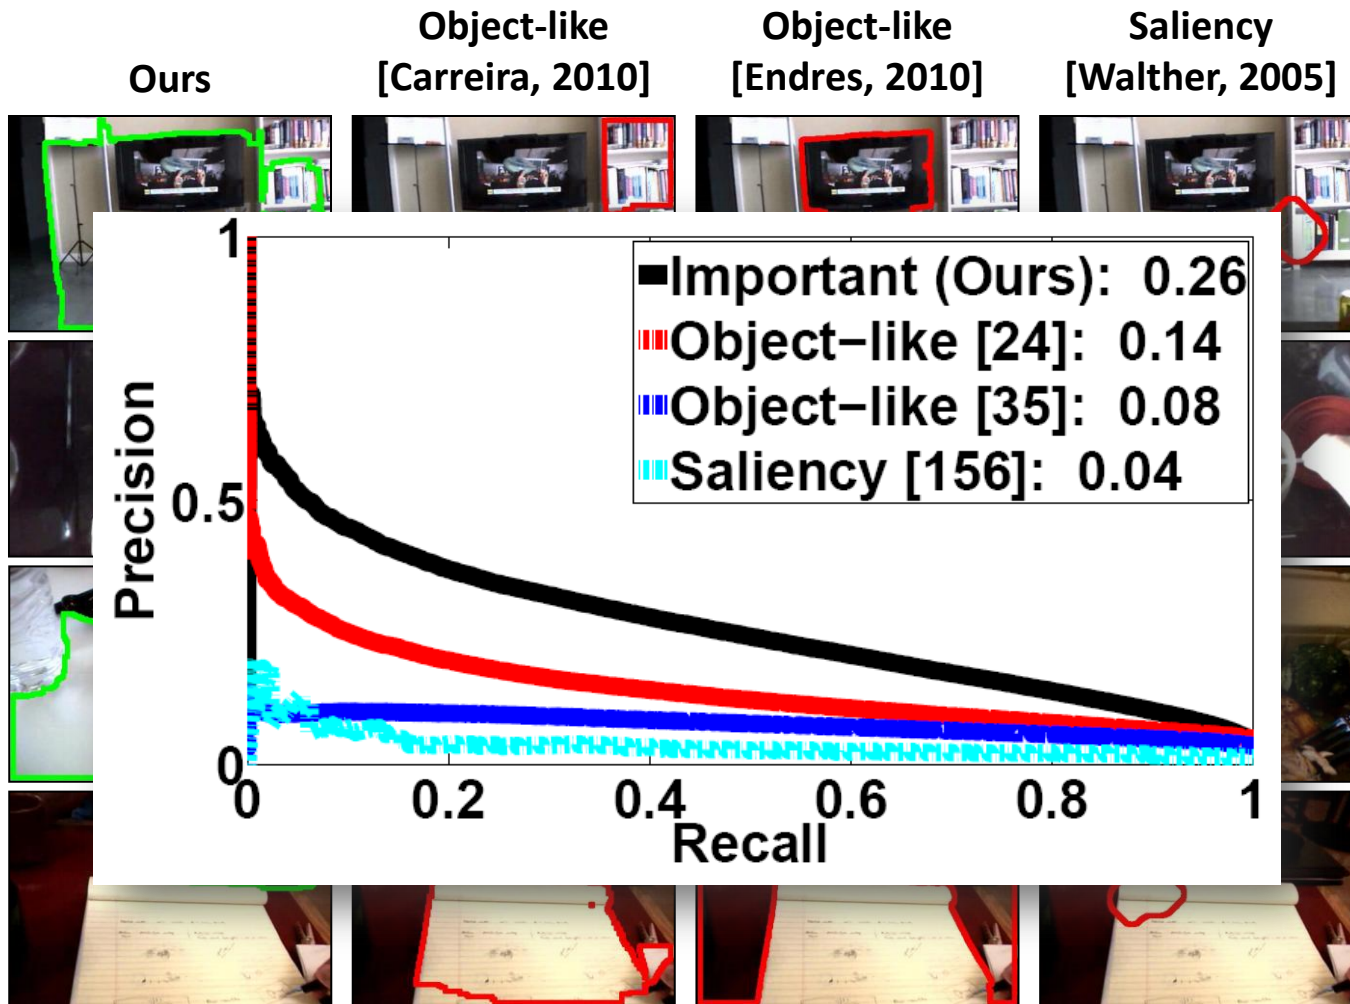 Ours
Object-like
[Carreira, 2010]
Object-like
[Endres, 2010]
Saliency
[Walther, 2005]
1
0.5
0
Precision
Important (Ours): 0.26
Object−like [24]: 0.14
Object−like [35]: 0.08
Saliency [156]: 0.04
0
0.2
0.4
0.6
0.8
1
Recall